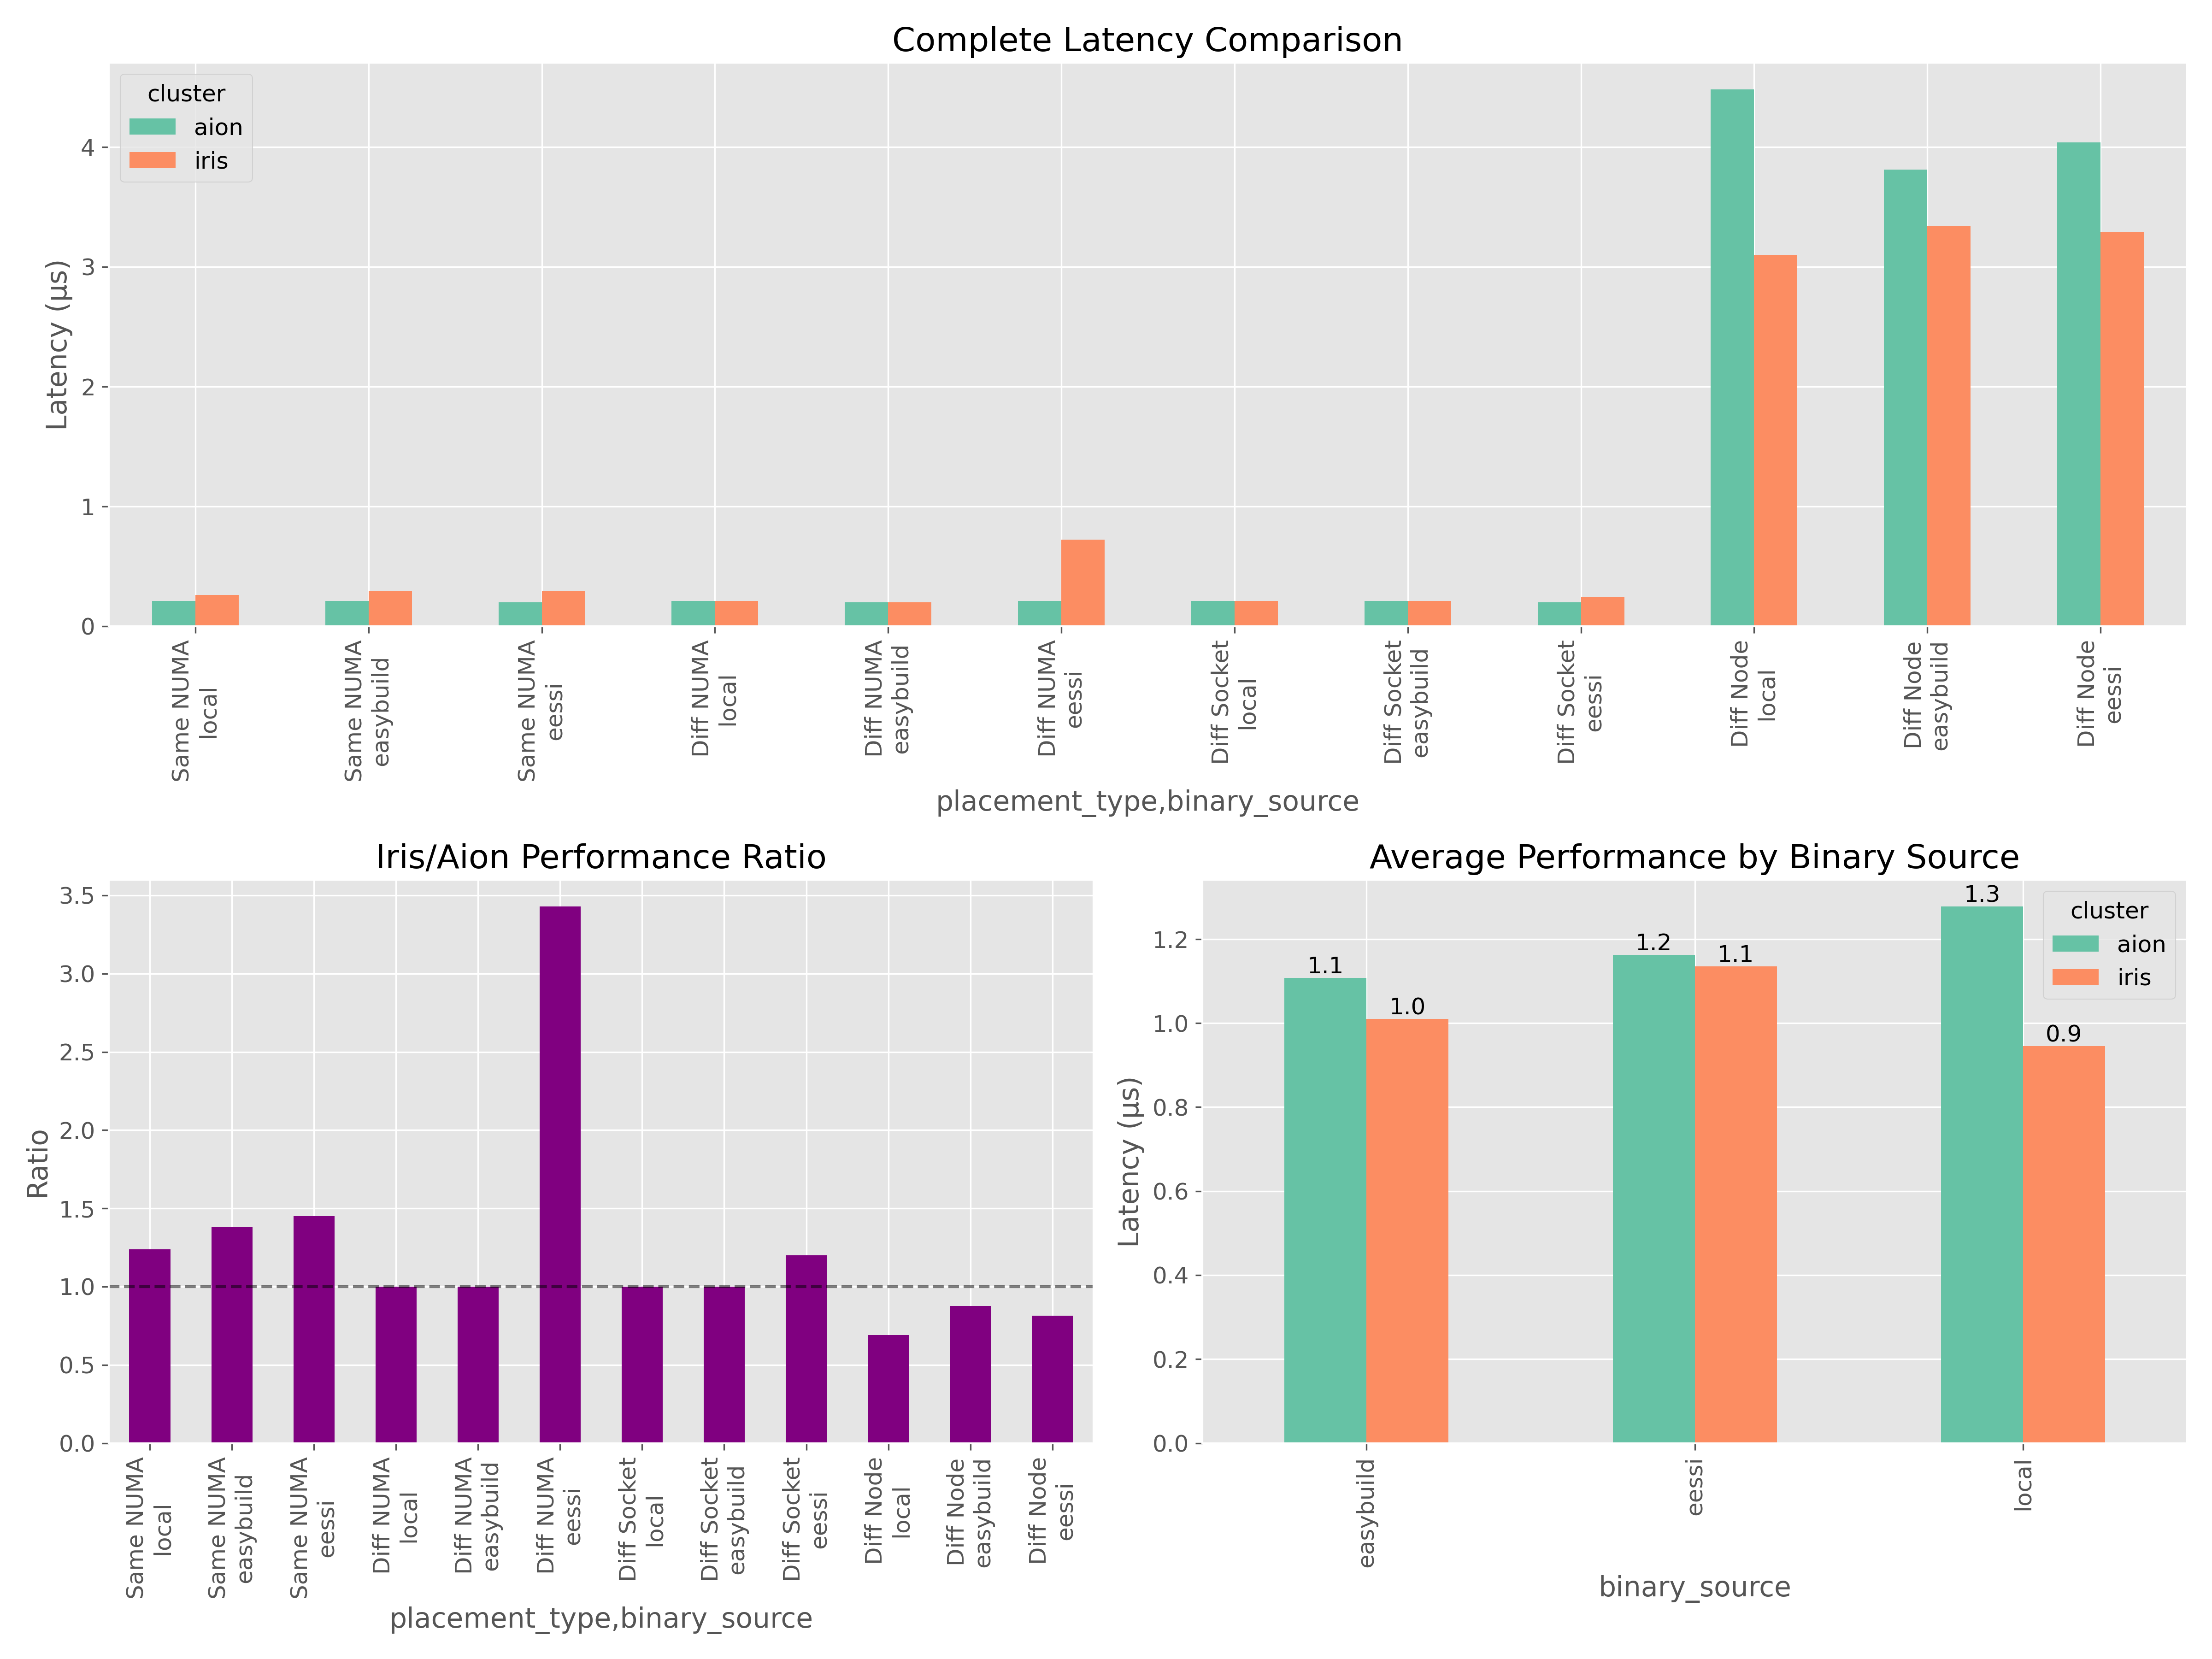 Complete Latency Comparison
cluster
aion
iris
Latency (µs)
4
3
2
1
0
Same NUMA
local
Same NUMA
easybuild
Same NUMA
eessi
Diff NUMA
local
Diff NUMA
easybuild
Diff NUMA
eessi
Diff Socket
local
Diff Socket
easybuild
Diff Socket
eessi
Diff Node
local
Diff Node
easybuild
Diff Node
eessi
placement_type,binary_source
Iris/Aion Performance Ratio
Ratio
3.5
3.0
2.5
2.0
1.5
1.0
0.5
0.0
Same NUMA
local
Same NUMA
easybuild
Same NUMA
eessi
Diff NUMA
local
Diff NUMA
easybuild
Diff NUMA
eessi
Diff Socket
local
Diff Socket
easybuild
Diff Socket
eessi
Diff Node
local
Diff Node
easybuild
Diff Node
eessi
placement_type,binary_source
Average Performance by Binary Source
cluster
aion
iris
Latency (µs)
1.2
1.0
0.8
0.6
0.4
0.2
0.0
1.1
1.0
1.2
1.1
1.3
0.9
easybuild
eessi
local
binary_source